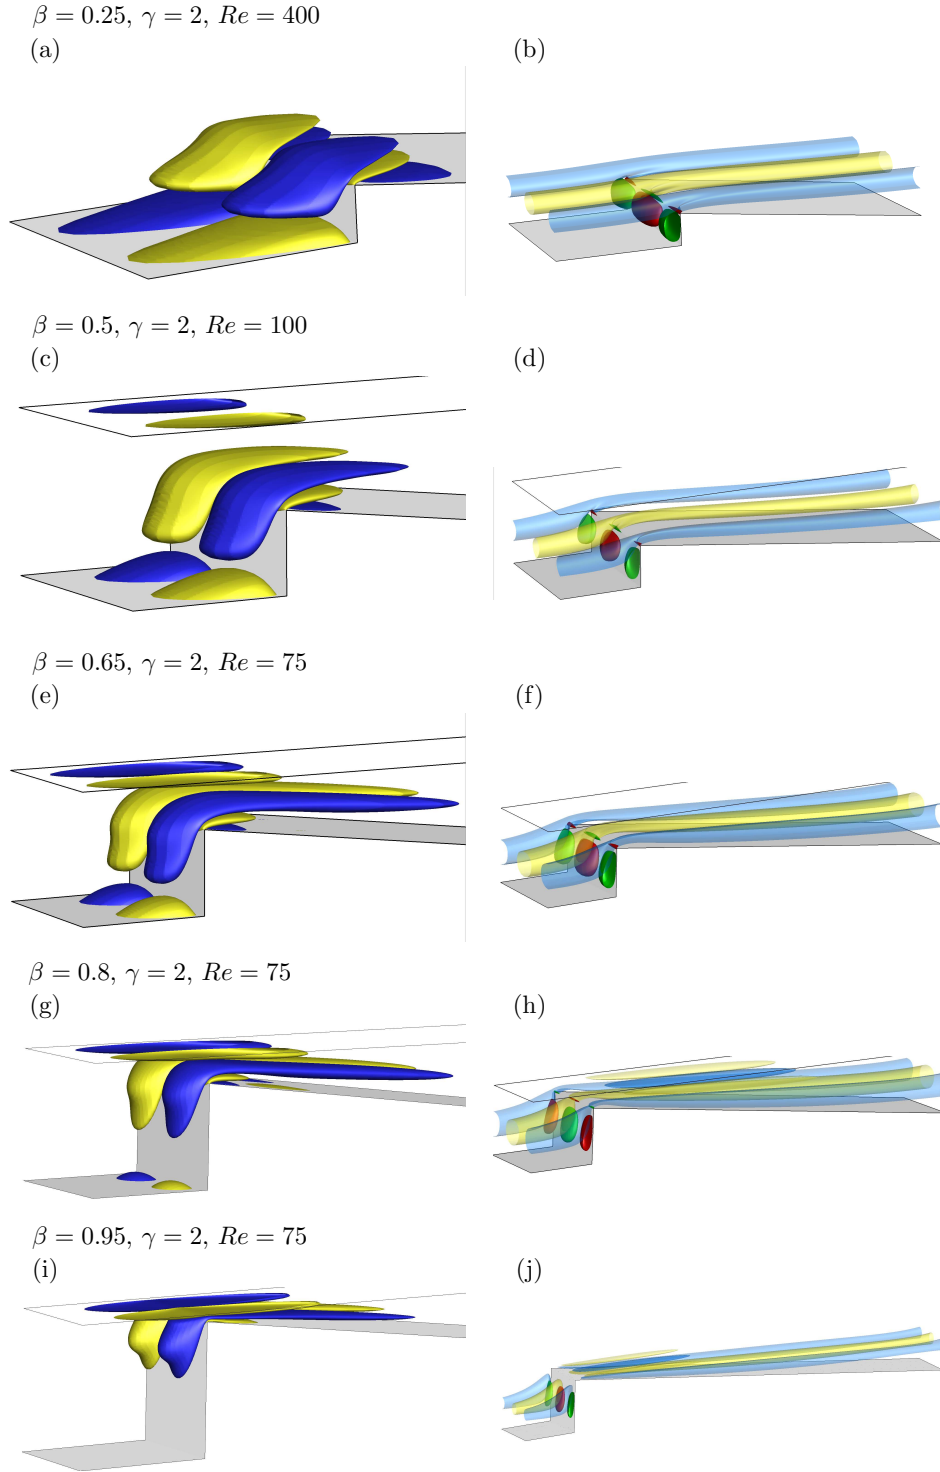 β = 0.25, γ = 2, Re = 400
(a) (b)
β = 0.5, γ = 2, Re = 100
(c) (d)
β = 0.65, γ = 2, Re = 75
(e) (f)
β = 0.8, γ = 2, Re = 75
(g) (h)
β = 0.95, γ = 2, Re = 75
(i) (j)